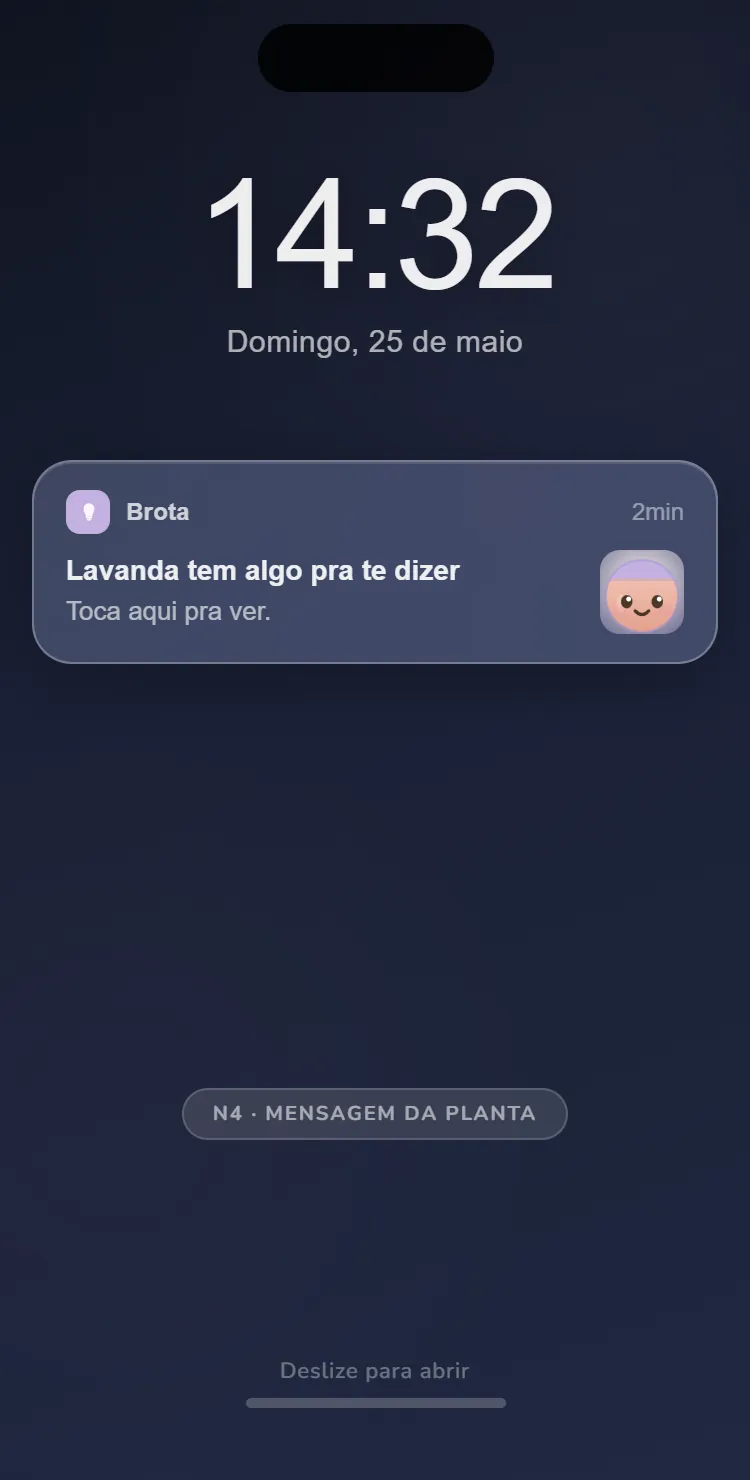 14:32
Domingo, 25 de maio
Brota
2min
Lavanda tem algo pra te dizer
Toca aqui pra ver.
N4 · MENSAGEM DA PLANTA
Deslize para abrir